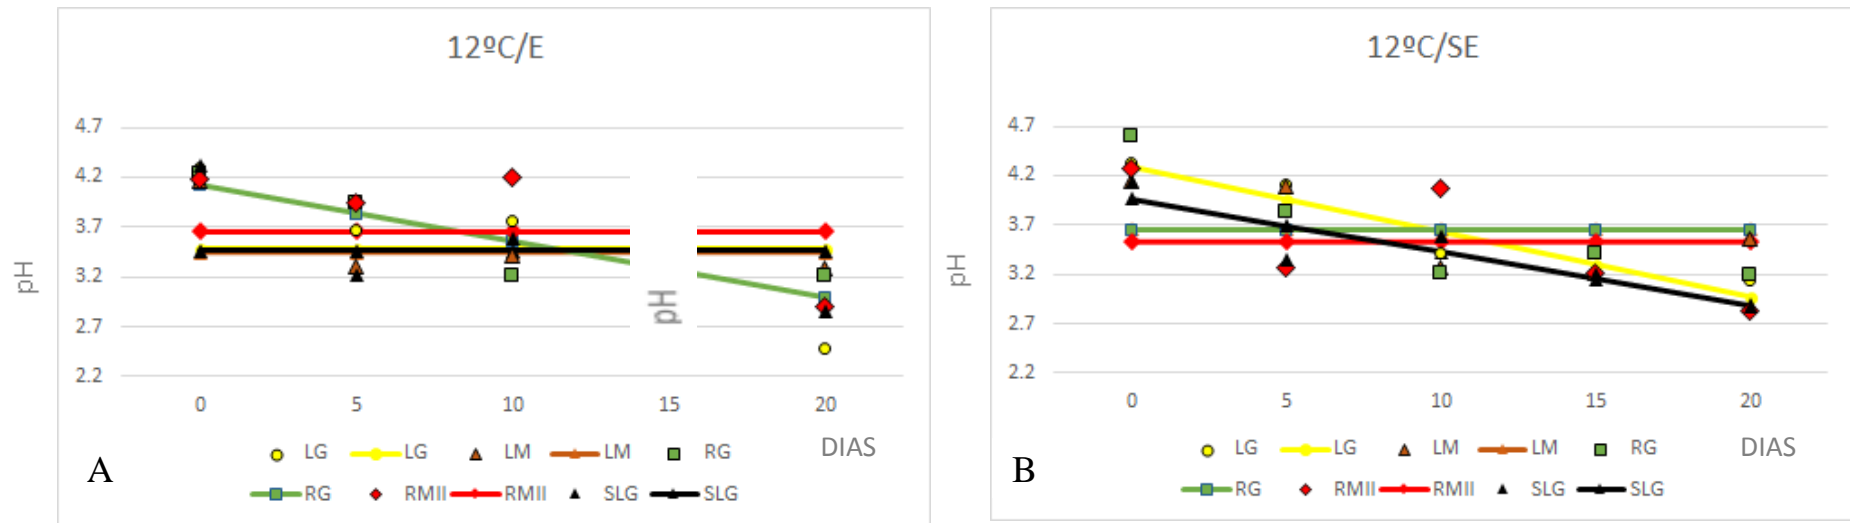 12ºC/E
pH
4.7
4.2
3.7
3.2
2.7
2.2
pH
0 5 10 15 20
DIAS
LG LG LM LM RG
RG RMII RMII SLG SLG
A
12ºC/SE
pH
4.7
4.2
3.7
3.2
2.7
2.2
0 5 10 15 20
DIAS
LG LG LM LM RG
RG RMII RMII SLG SLG
B